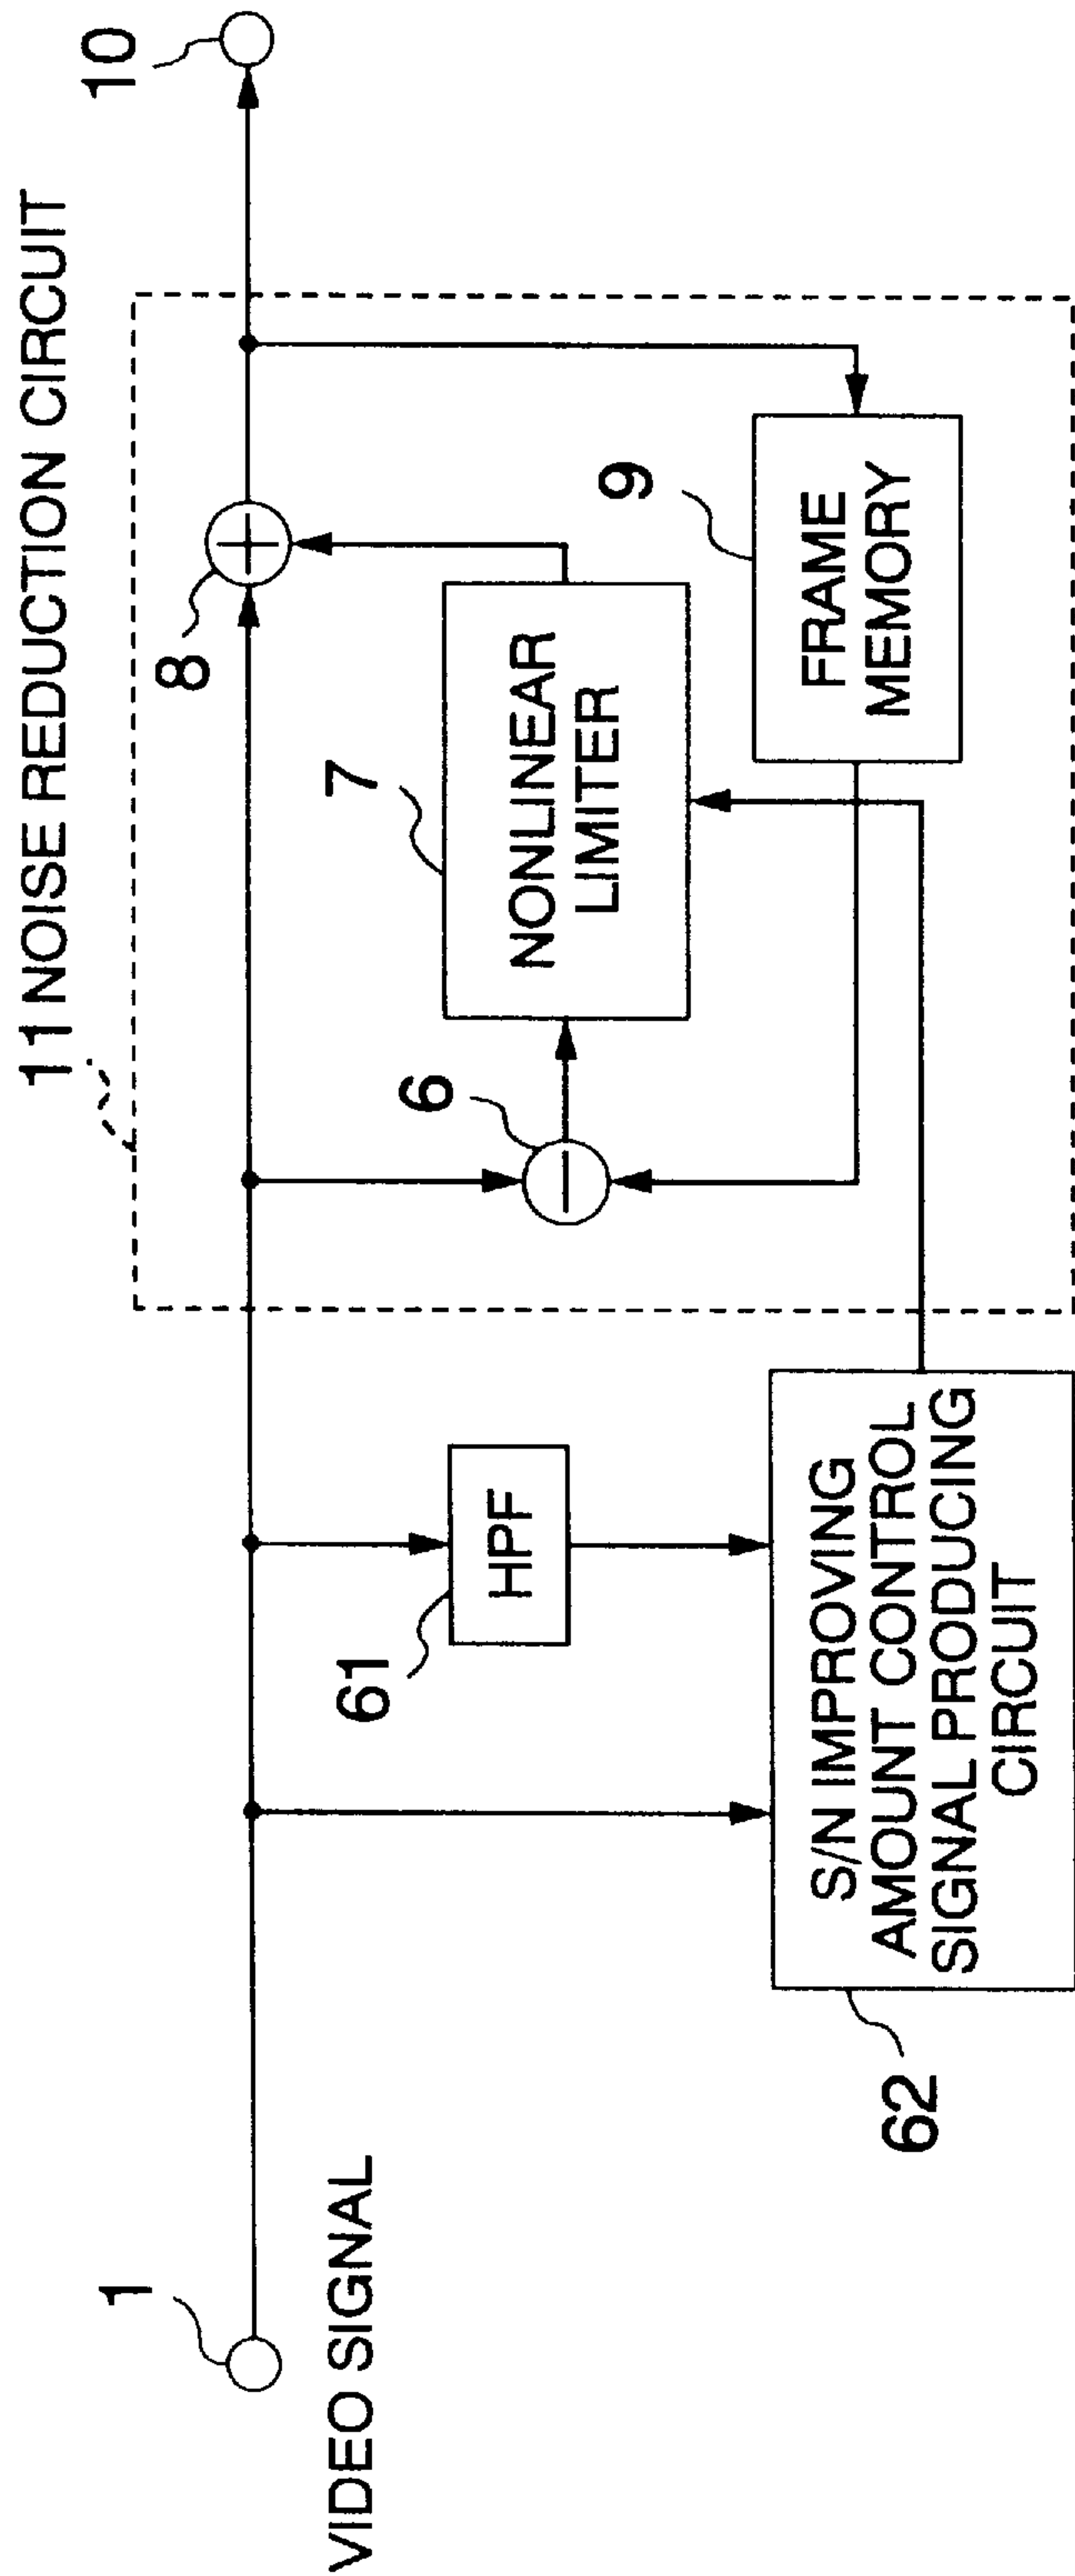 11 NOISE REDUCTION CIRCUIT
1
VIDEO SIGNAL
10
8
7
NONLINEAR
LIMITER
6
9
FRAME
MEMORY
61
HPF
62
S/N IMPROVING
AMOUNT CONTROL
SIGNAL PRODUCING
CIRCUIT